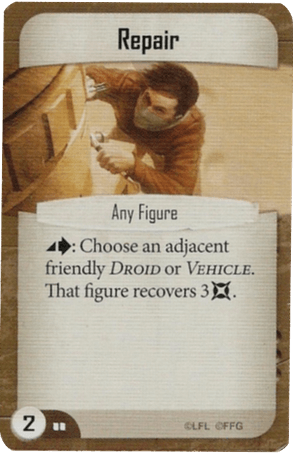 Repair
Any Figure
: Choose an adjacent
friendly DROID or VEHICLE.
That figure recovers 3 .
2
©LFL ©FFG